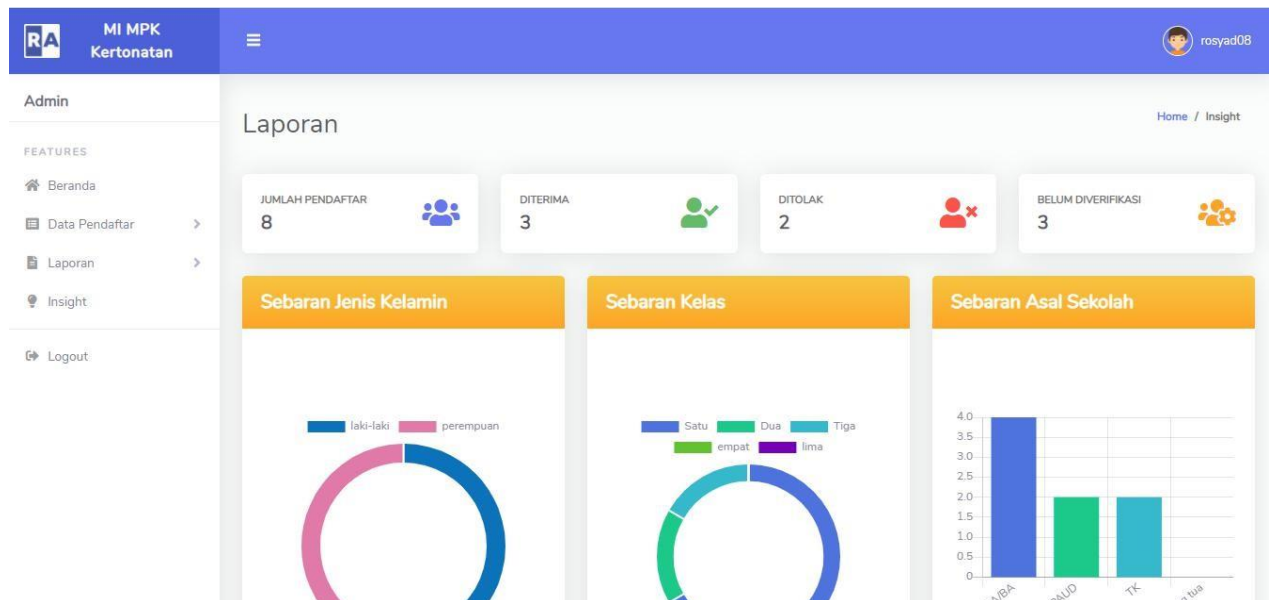 RA
MI MPK
Kertonatan
rosyad08
Admin
FEATURES
Beranda
Data Pendaftar
Laporan
Insight
Logout
Laporan
Home / Insight
JUMLAH PENDAFTAR
8
DITERIMA
3
DITOLAK
2
BELUM DIVERIFIKASI
3
Sebaran Jenis Kelamin
laki-laki perempuan
Sebaran Kelas
Satu Dua Tiga
empat lima
Sebaran Asal Sekolah
4.0
3.5
3.0
2.5
2.0
1.5
1.0
0.5
0
/BA
PAUD
TK
tua